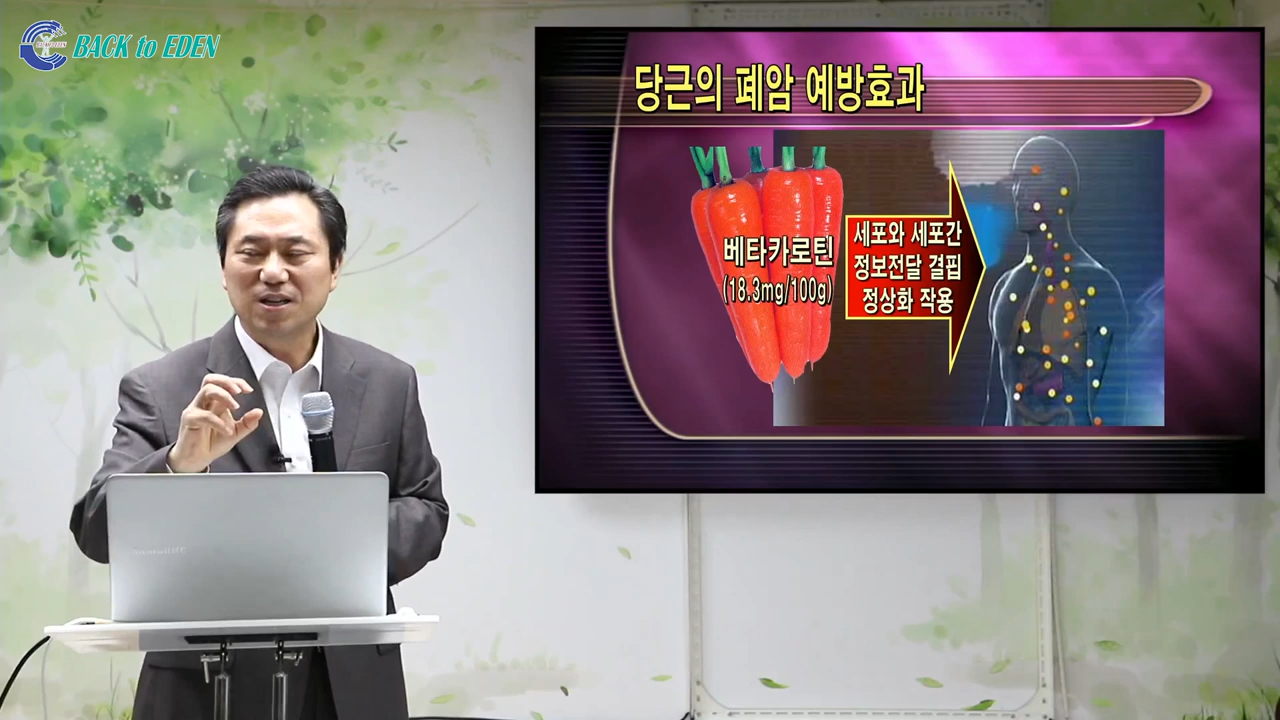 BACK to EDEN
당근의 폐암 예방효과
베타카로틴
(18.3mg/100g)
세포와 세포간
정보전달 결핍
정상화 작용